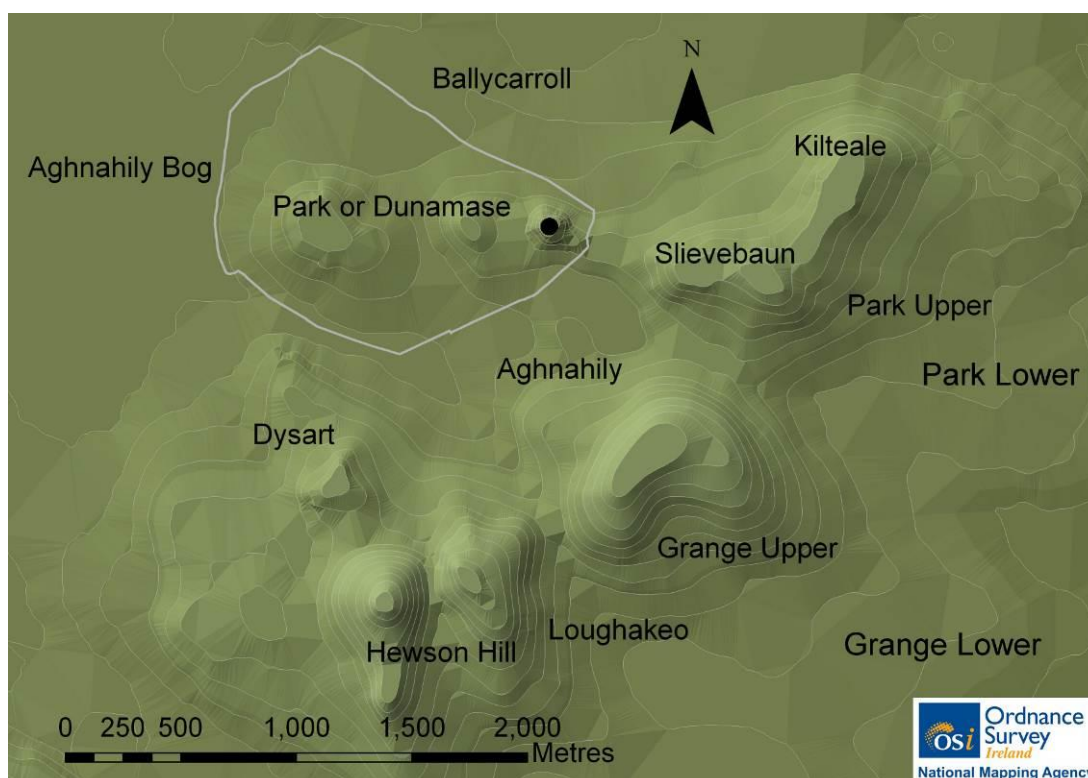 Ballycarroll
N
Kilteale
Aghnahily Bog
Park or Dunamase
Slievebaun
Park Upper
Aghnahily
Park Lower
Dysart
Grange Upper
Loughakeo
Hewson Hill
Grange Lower
0 250 500 1,000 1,500 2,000
Metres
osi
Ordnance
Survey
Ireland
National Mapping Agency